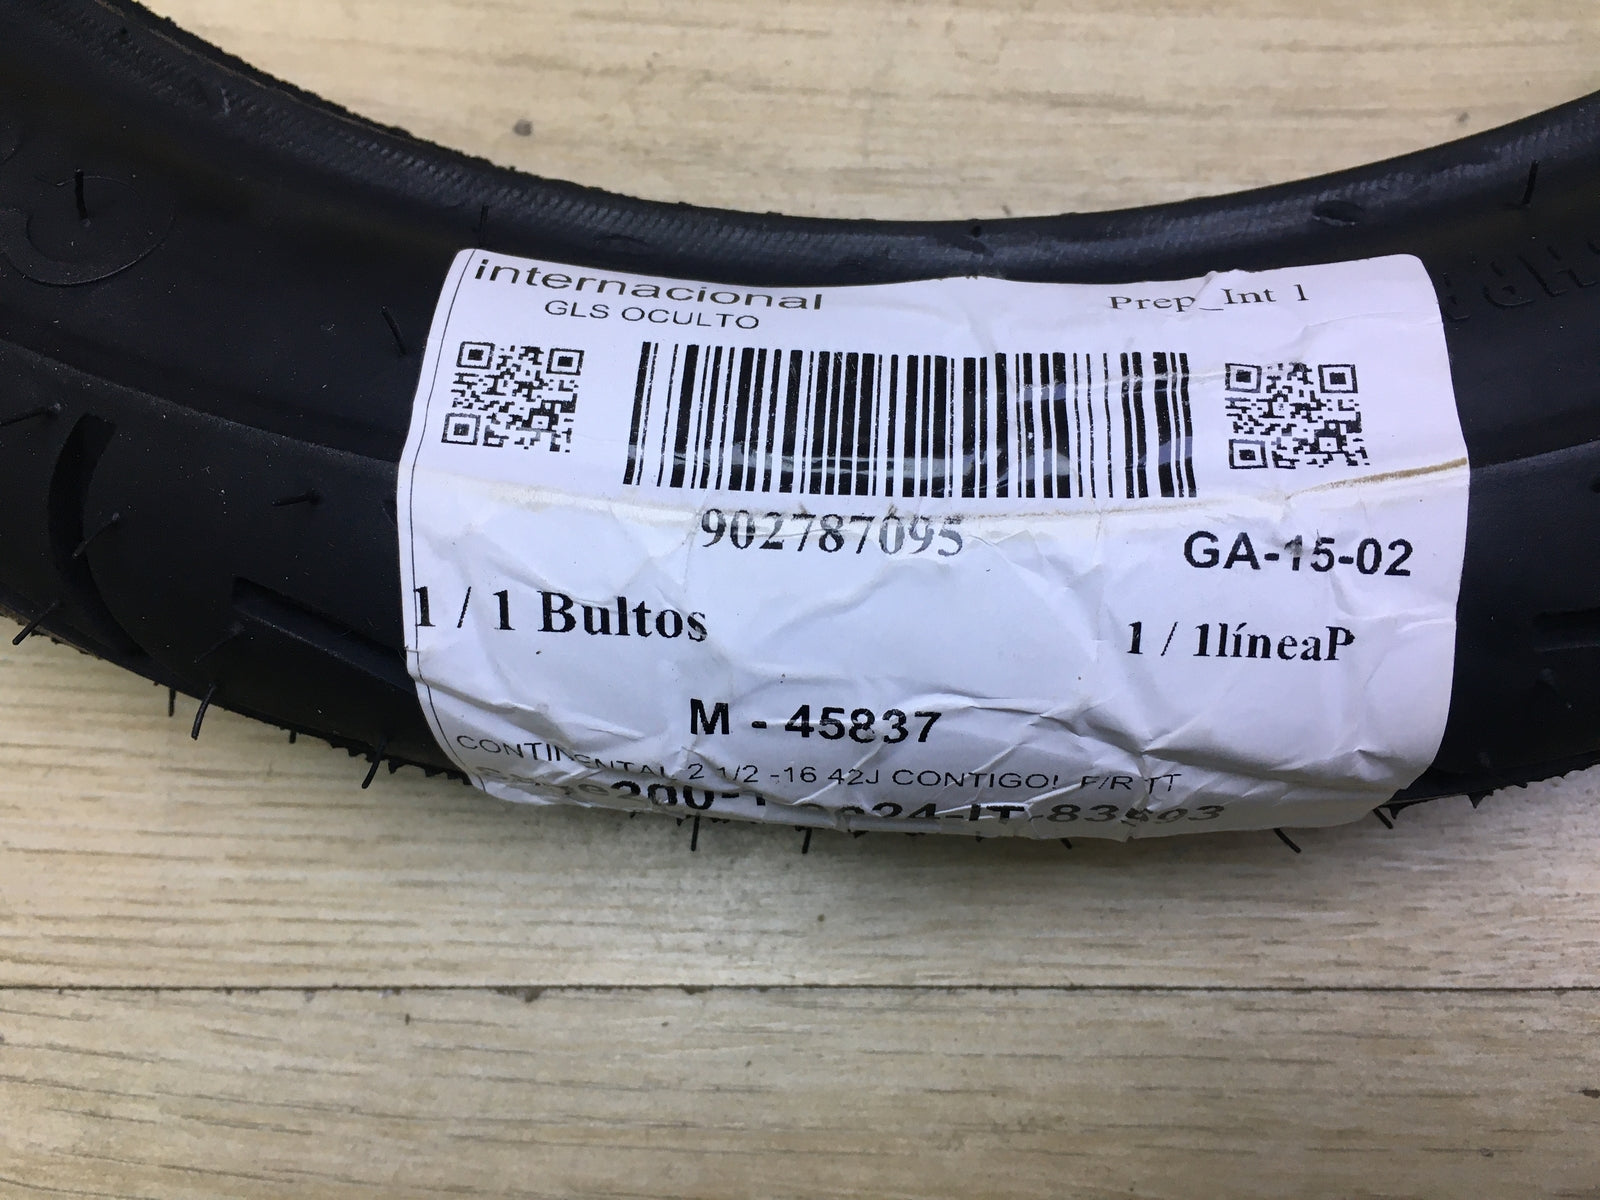 internacional
Prep_Int 1
GLS OCULTO
902787095
GA-15-02
1 / 1 Bultos
1 / 1líneaP
M - 45837
CONTINENTAL 2 1/2 -16 42J CONTIGO! F/R TT